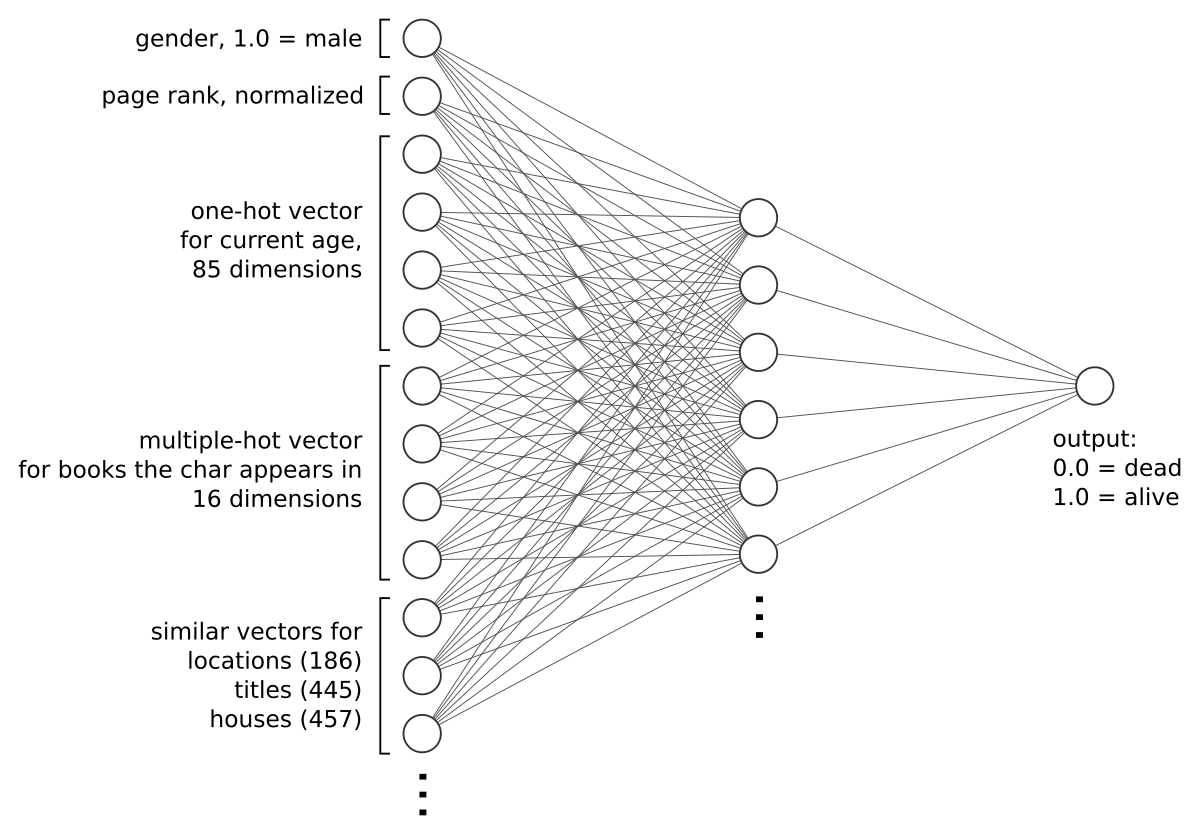 gender, 1.0 = male
page rank, normalized
one-hot vector
for current age,
85 dimensions
multiple-hot vector
for books the char appears in
16 dimensions
similar vectors for
locations (186)
titles (445)
houses (457)
output:
0.0 = dead
1.0 = alive